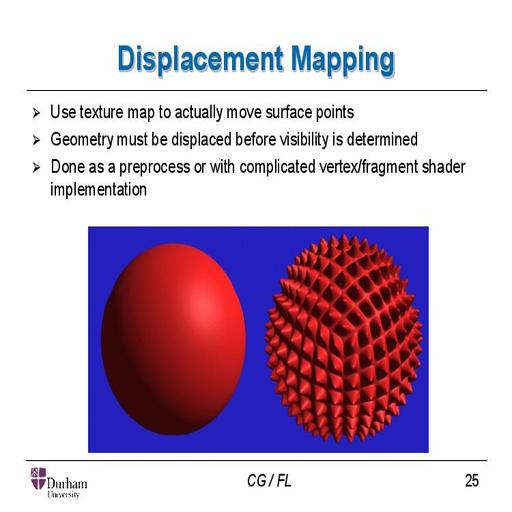 Displacement Mapping
Use texture map to actually move surface points
Geometry must be displaced before visibility is determined
Done as a preprocess or with complicated vertex/fragment shader
implementation
Durham
University
CG / FL
25